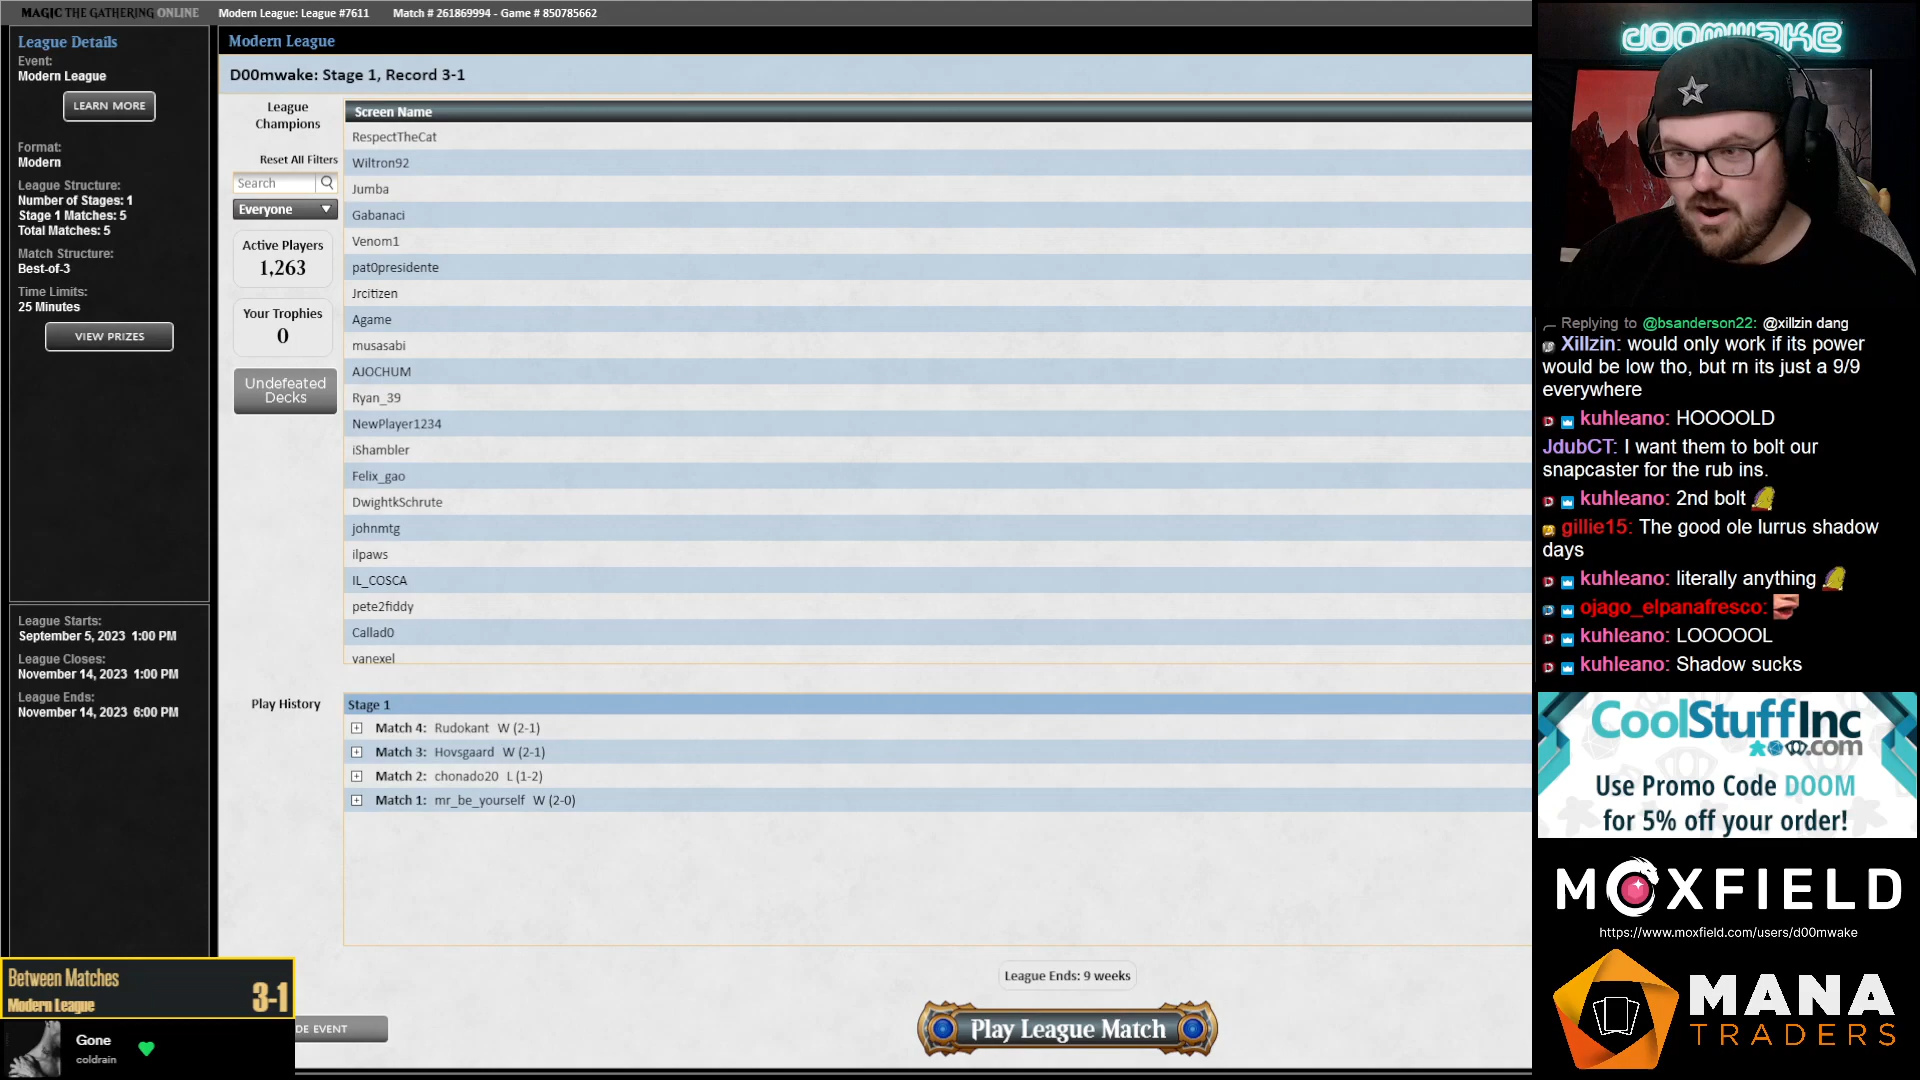 MAGIC THE GATHERING ONLINE
Modern League: League #7611
Match # 261869994 - Game # 850785662
League Details
Event:
Modern League
LEARN MORE
Format:
Modern
League Structure:
Number of Stages: 1
Stage 1 Matches: 5
Total Matches: 5
Match Structure:
Best-of-3
Time Limits:
25 Minutes
VIEW PRIZES
League Starts:
September 5, 2023 1:00 PM
League Closes:
November 14, 2023 1:00 PM
League Ends:
November 14, 2023 6:00 PM
Modern League
D00mwake: Stage 1, Record 3-1
League
Champions
Reset All Filters
Search
Everyone
Active Players
1,263
Your Trophies
0
Undefeated
Decks
Screen Name
RespectTheCat
Wiltron92
Jumba
Gabanaci
Venom1
pat0presidente
Jrcitizen
Agame
musasabi
AJOCHUM
Ryan_39
NewPlayer1234
iShambler
Felix_gao
DwightkSchrute
johnmtg
ilpaws
IL_COSCA
pete2fiddy
Callad0
vanexel
Play History
Stage 1
Match 4: Rudokant W (2-1)
Match 3: Hovsgaard W (2-1)
Match 2: chonado20 L (1-2)
Match 1: mr_be_yourself W (2-0)
League Ends: 9 weeks
Play League Match
DE EVENT
Between Matches
Modern League
3-1
Gone
coldrain
doomwake
Replying to @bsanderson22: @xillzin dang
Xillzin: would only work if its power
would be low tho, but rn its just a 9/9
everywhere
kuhleano: HOOOOLD
JdubCT: I want them to bolt our
snapcaster for the rub ins.
kuhleano: 2nd bolt
gillie15: The good ole lurrus shadow
days
kuhleano: literally anything
ojago_elpanafresco:
kuhleano: LOOOOOL
kuhleano: Shadow sucks
CoolStuffInc
.com
Use Promo Code DOOM
for 5% off your order!
MOXFIELD
https://www.moxfield.com/users/d00mwake
MANA
TRADERS